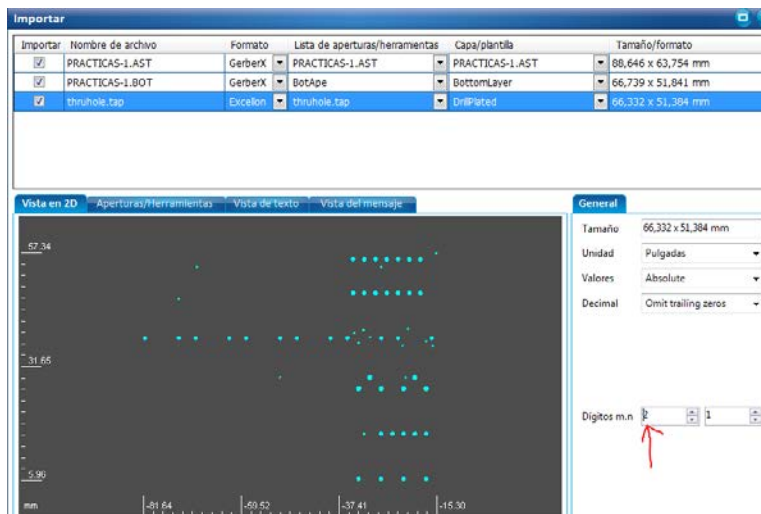 Importar
Importar Nombre de archivo Formato Lista de aperturas/herramentas Capa/plantilla Tamaño/formato
PRACTICAS-1.AST GerberX PRACTICAS-1.AST PRACTICAS-1.AST 88,646 x 63,754 mm
PRACTICAS-1.BOT GerberX BotApe BottomLayer 66,739 x 51,841 mm
thruhole.tap Excellon thruhole.tap DrillPlated 66,332 x 51,384 mm
Vista en 2D Aperturas/Herramientas Vista de texto Vista del mensaje General
Tamaño 66,332 x 51,384 mm
Unidad Pulgadas
Valores Absolute
Decimal Omit trailing zeros
Dígitos m.n 2 1
57.34
31.65
5.96
mm -81.64 -59.52 -37.41 -15.30